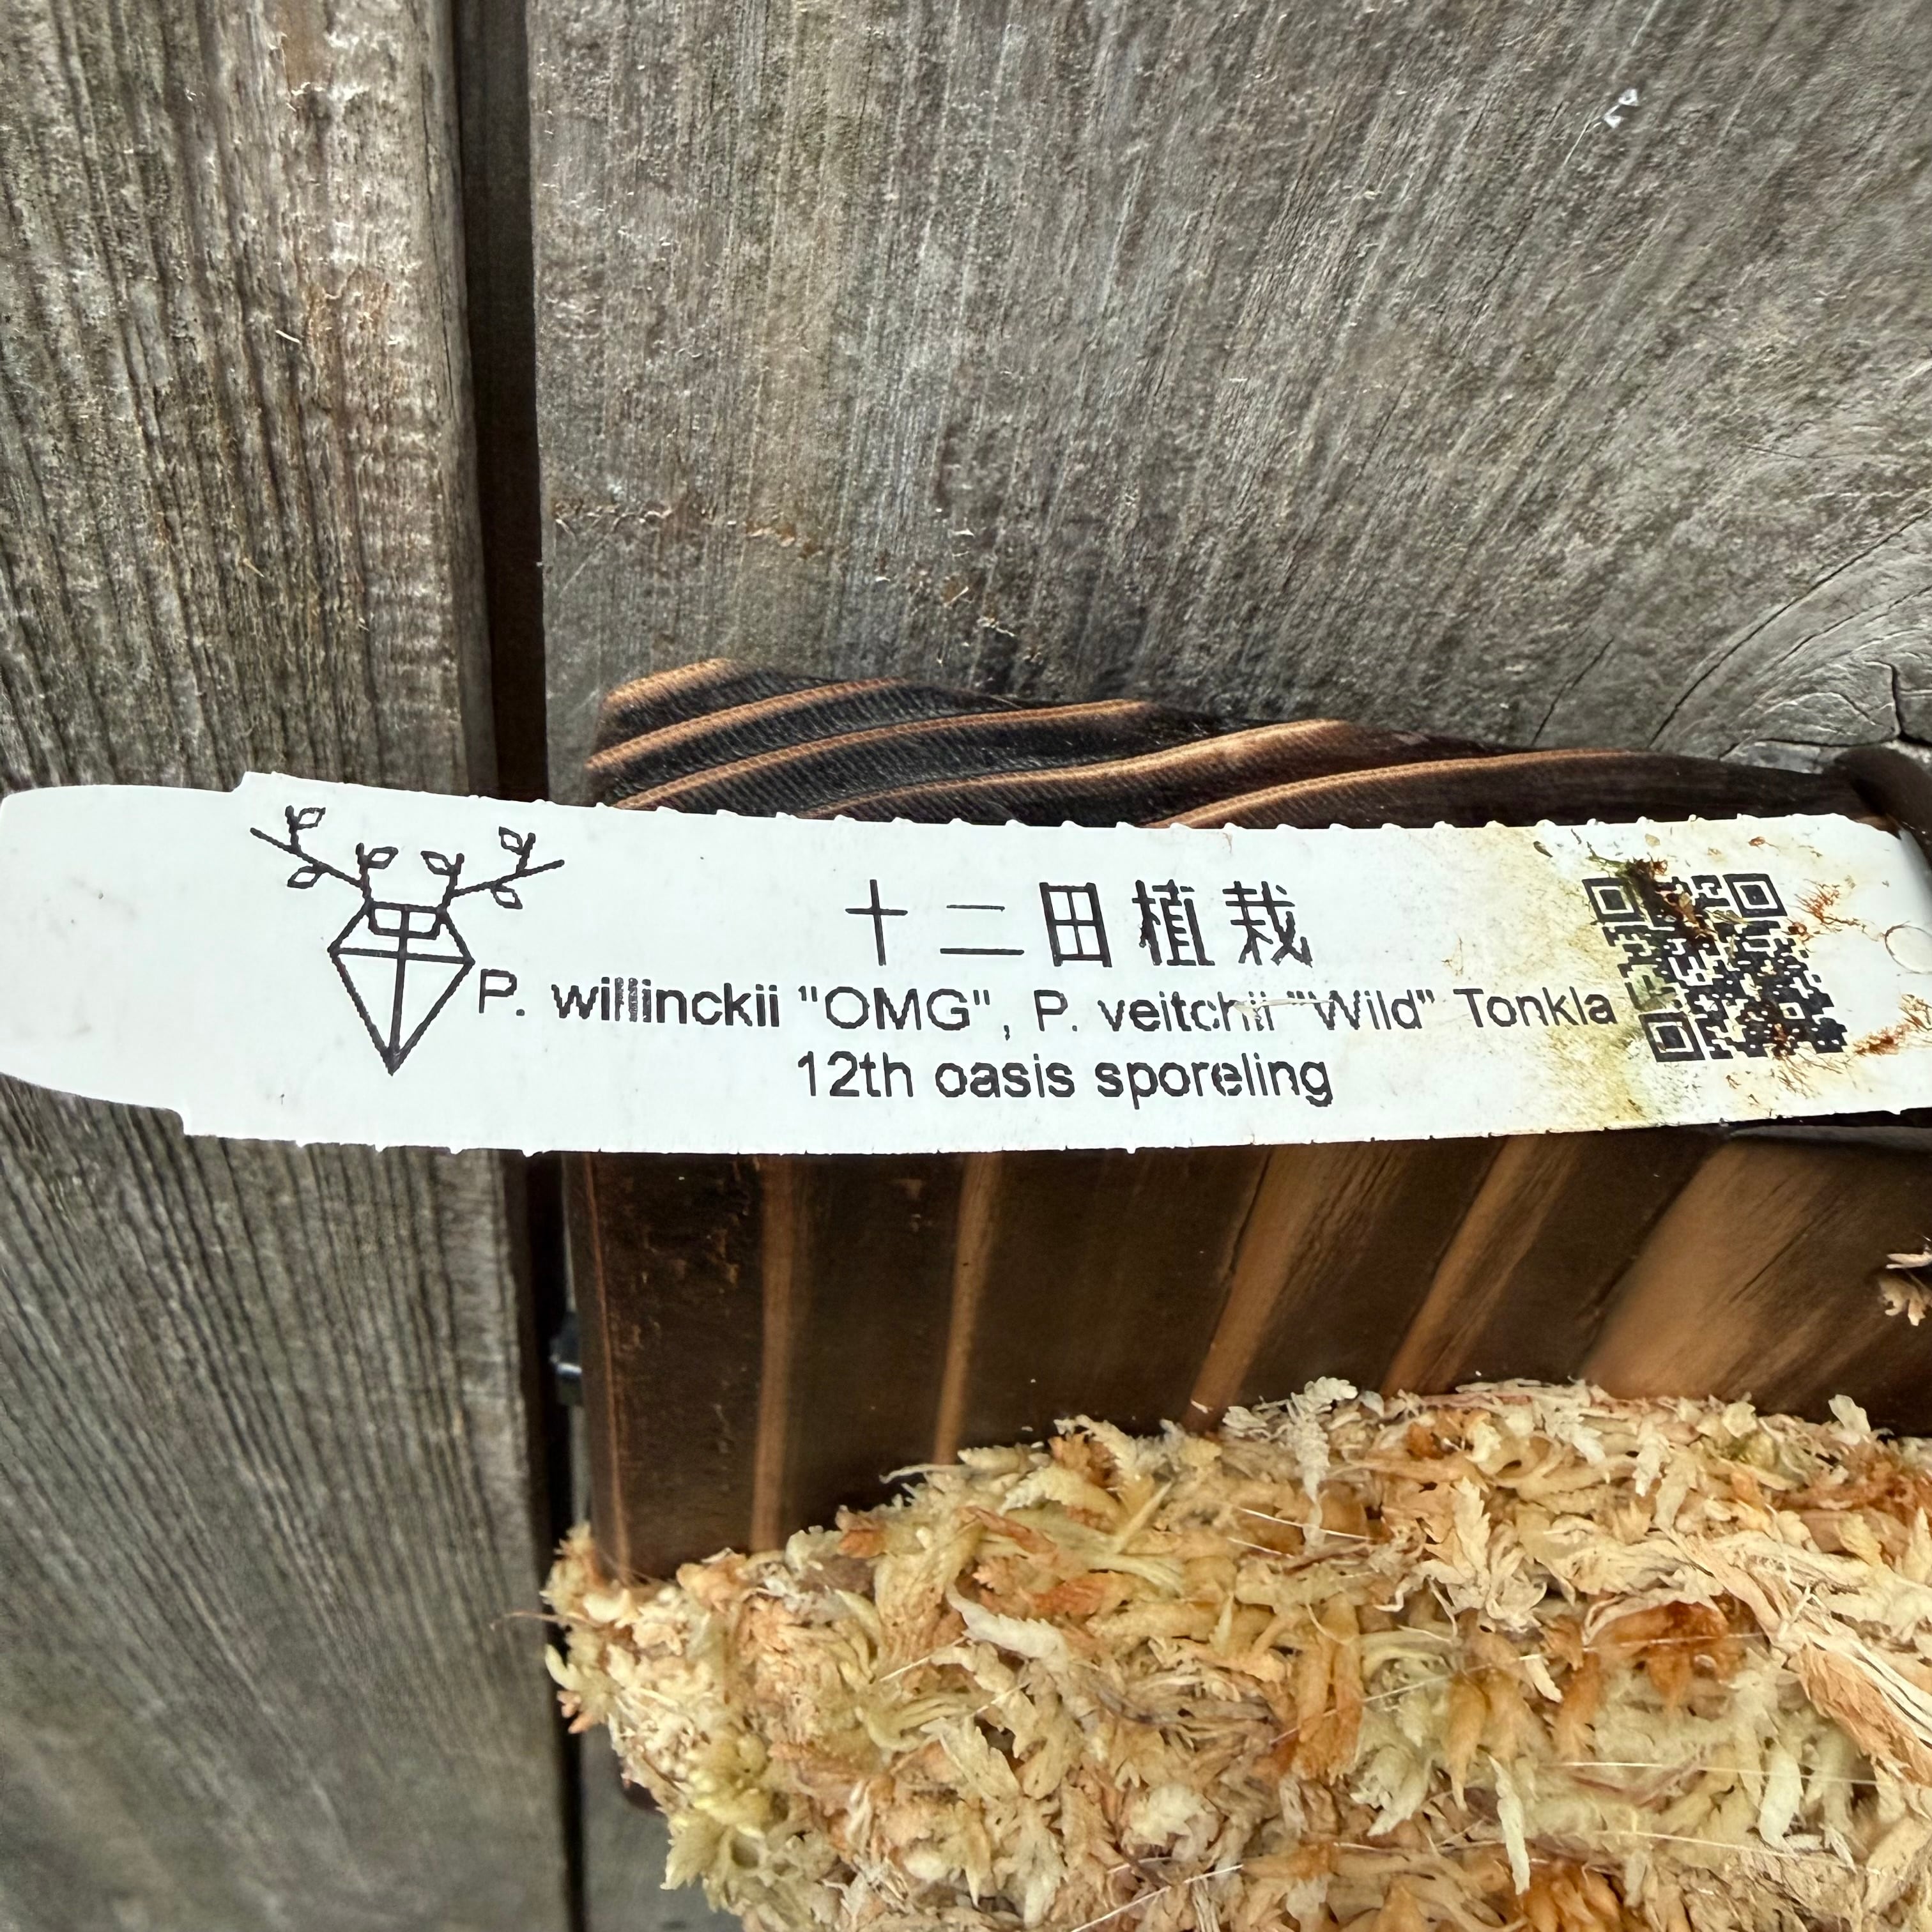 十二田植栽
P. willinckii "OMG", P. veitchii "Wild" Tonkla
12th oasis sporeling